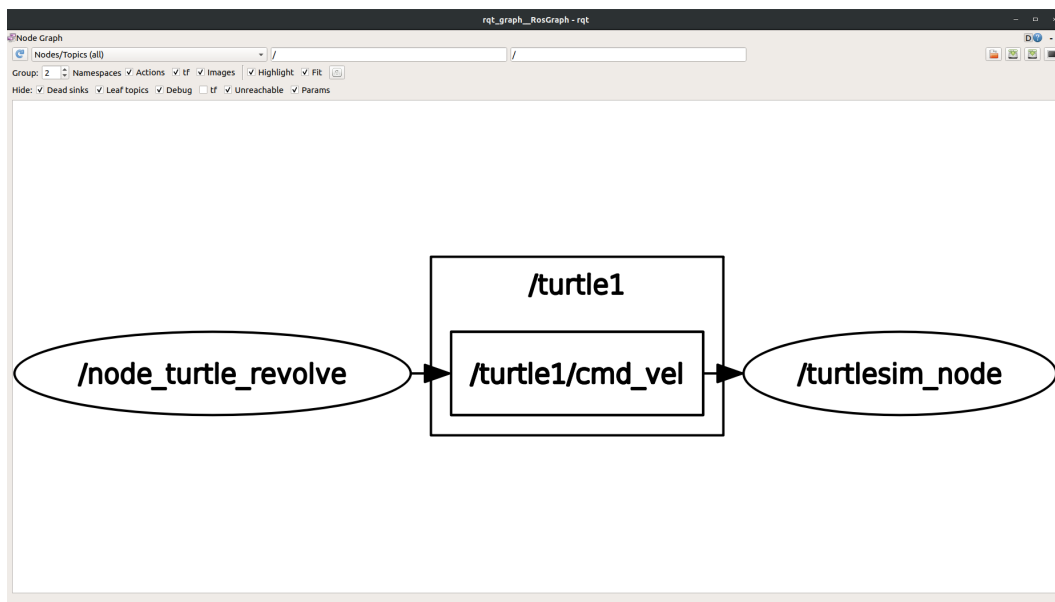 rqt_graph__RosGraph - rqt
Node Graph
D
Nodes/Topics (all) / /
Group: 2 Namespaces Actions tf Images Highlight Fit
Hide: Dead sinks Leaf topics Debug tf Unreachable Params
/turtle1
/node_turtle_revolve /turtle1/cmd_vel /turtlesim_node